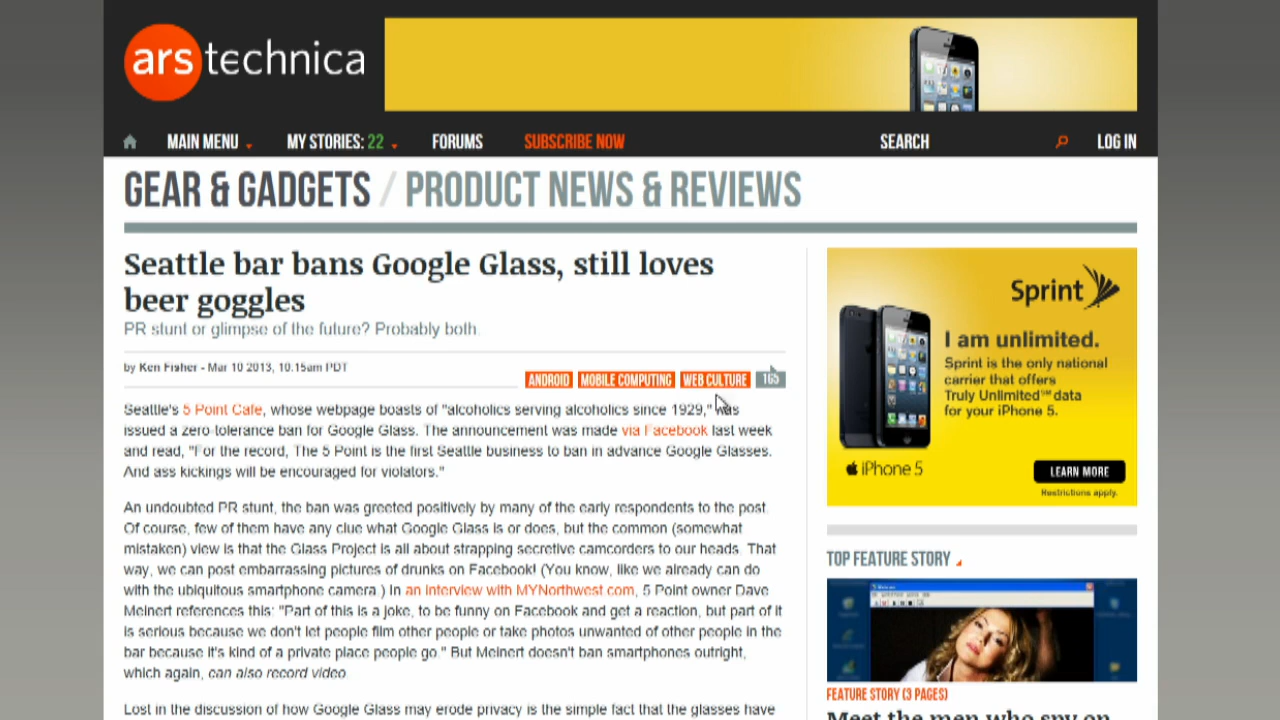 ars technica
MAIN MENU
MY STORIES: 22
FORUMS
SUBSCRIBE NOW
SEARCH
LOG IN
GEAR & GADGETS / PRODUCT NEWS & REVIEWS
Seattle bar bans Google Glass, still loves
beer goggles
PR stunt or glimpse of the future? Probably both.
by Ken Fisher - Mar 10 2013, 10:15am PDT
ANDROID
MOBILE COMPUTING
WEB CULTURE
165
Seattle's 5 Point Cafe, whose webpage boasts of "alcoholics serving alcoholics since 1929," has
issued a zero-tolerance ban for Google Glass. The announcement was made via Facebook last week
and read, "For the record, The 5 Point is the first Seattle business to ban in advance Google Glasses.
And ass kickings will be encouraged for violators."
An undoubted PR stunt, the ban was greeted positively by many of the early respondents to the post.
Of course, few of them have any clue what Google Glass is or does, but the common (somewhat
mistaken) view is that the Glass Project is all about strapping secretive camcorders to our heads. That
way, we can post embarrassing pictures of drunks on Facebook! (You know, like we already can do
with the ubiquitous smartphone camera.) In an interview with MYNorthwest.com, 5 Point owner Dave
Meinert references this: "Part of this is a joke, to be funny on Facebook and get a reaction, but part of it
is serious because we don't let people film other people or take photos unwanted of other people in the
bar because it's kind of a private place people go." But Meinert doesn't ban smartphones outright,
which again, can also record video.
Lost in the discussion of how Google Glass may erode privacy is the simple fact that the glasses have
Sprint
I am unlimited.
Sprint is the only national
carrier that offers
Truly Unlimited℠ data
for your iPhone 5.
iPhone 5
LEARN MORE
Restrictions apply.
TOP FEATURE STORY
FEATURE STORY (3 PAGES)
Meet the men who spy on